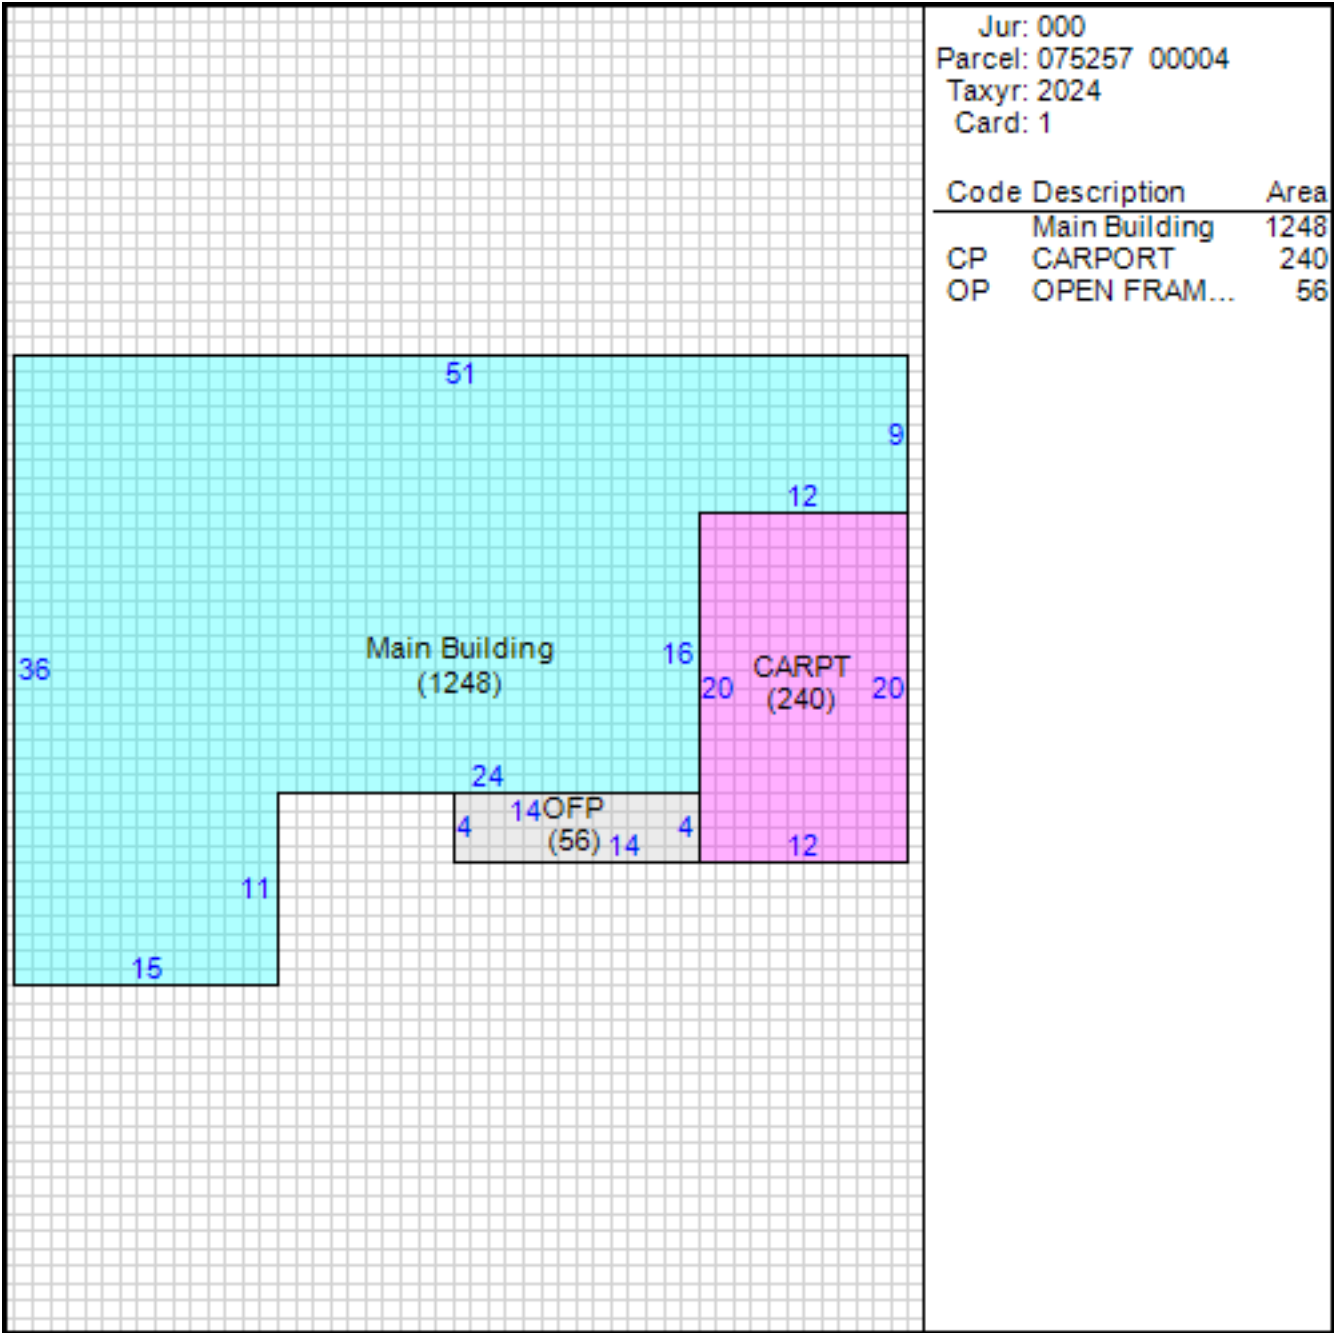 Jur: 000
Parcel: 075257 00004
Taxyr: 2024
Card: 1
Code Description Area
Main Building 1248
CP CARPORT 240
OP OPEN FRAM... 56
51
9
12
Main Building
(1248)
36
16
CARPT
(240)
20
20
24
14
OFP
(56)
4
4
14
12
11
15